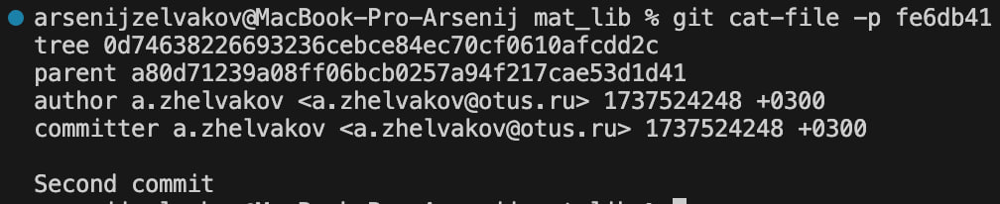 arsenijzelvakov@MacBook-Pro-Arsenij mat_lib % git cat-file -p fe6db41
tree 0d74638226693236cebce84ec70cf0610afcdd2c
parent a80d71239a08ff06bcb0257a94f217cae53d1d41
author a.zhelvakov <a.zhelvakov@otus.ru> 1737524248 +0300
committer a.zhelvakov <a.zhelvakov@otus.ru> 1737524248 +0300
Second commit